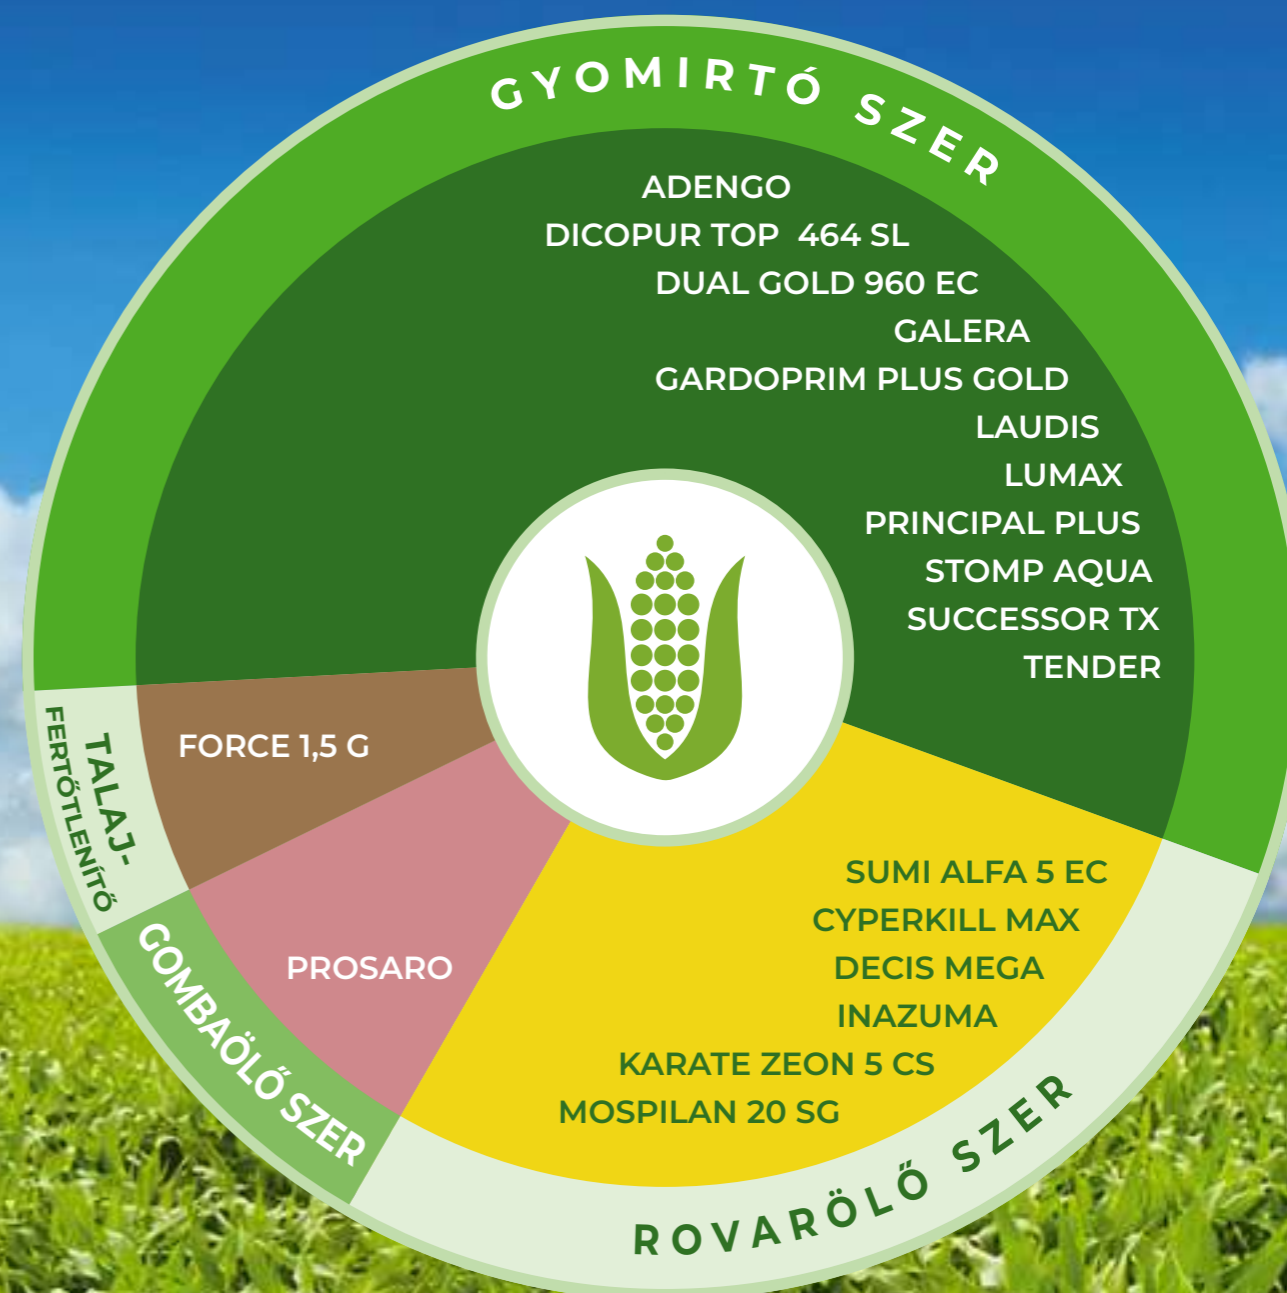 GYOMIRTÓ SZER
ADENGO
DICOPUR TOP 464 SL
DUAL GOLD 960 EC
GALERA
GARDOPRIM PLUS GOLD
LAUDIS
LUMAX
PRINCIPAL PLUS
STOMP AQUA
SUCCESSOR TX
TENDER
TALAJ-
FERTŐTLENÍTŐ
FORCE 1,5 G
GOMBAÖLŐ SZER
PROSARO
SUMI ALFA 5 EC
CYPERKILL MAX
DECIS MEGA
INAZUMA
KARATE ZEON 5 CS
MOSPILAN 20 SG
ROVARÖLŐ SZER